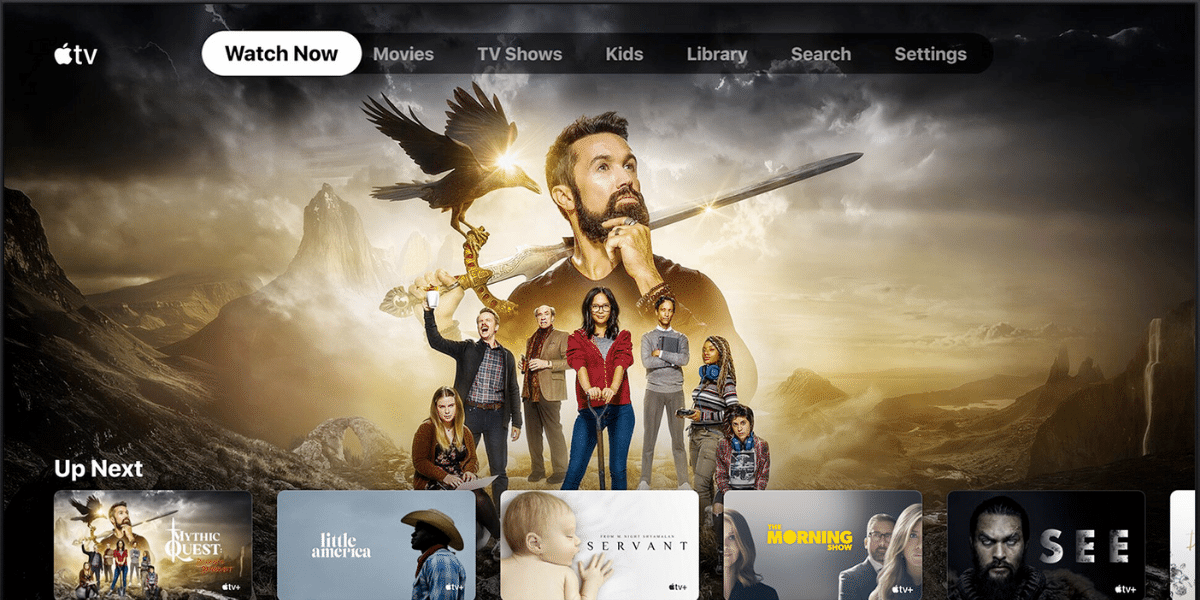 tv
Watch Now
Movies
TV Shows
Kids
Library
Search
Settings
Up Next
MYTHIC
QUEST
tv+
little
america
tv+
FROM M. NIGHT SHYAMALAN
SERVANT
tv+
THE
MORNING
SHOW
tv+
SEE
tv+